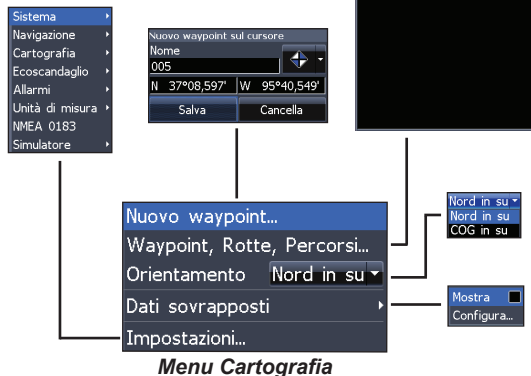 Sistema
Navigazione
Cartografia
Ecoscandaglio
Allarmi
Unità di misura
NMEA 0183
Simulatore
Nuovo waypoint sul cursore
Nome
005
N 37°08,597' W 95°40,549'
Salva Cancella
Nuovo waypoint...
Waypoint, Rotte, Percorsi...
Orientamento Nord in su
Dati sovrapposti
Impostazioni...
Nord in su
Nord in su
COG in su
Mostra
Configura...
Menu Cartografia